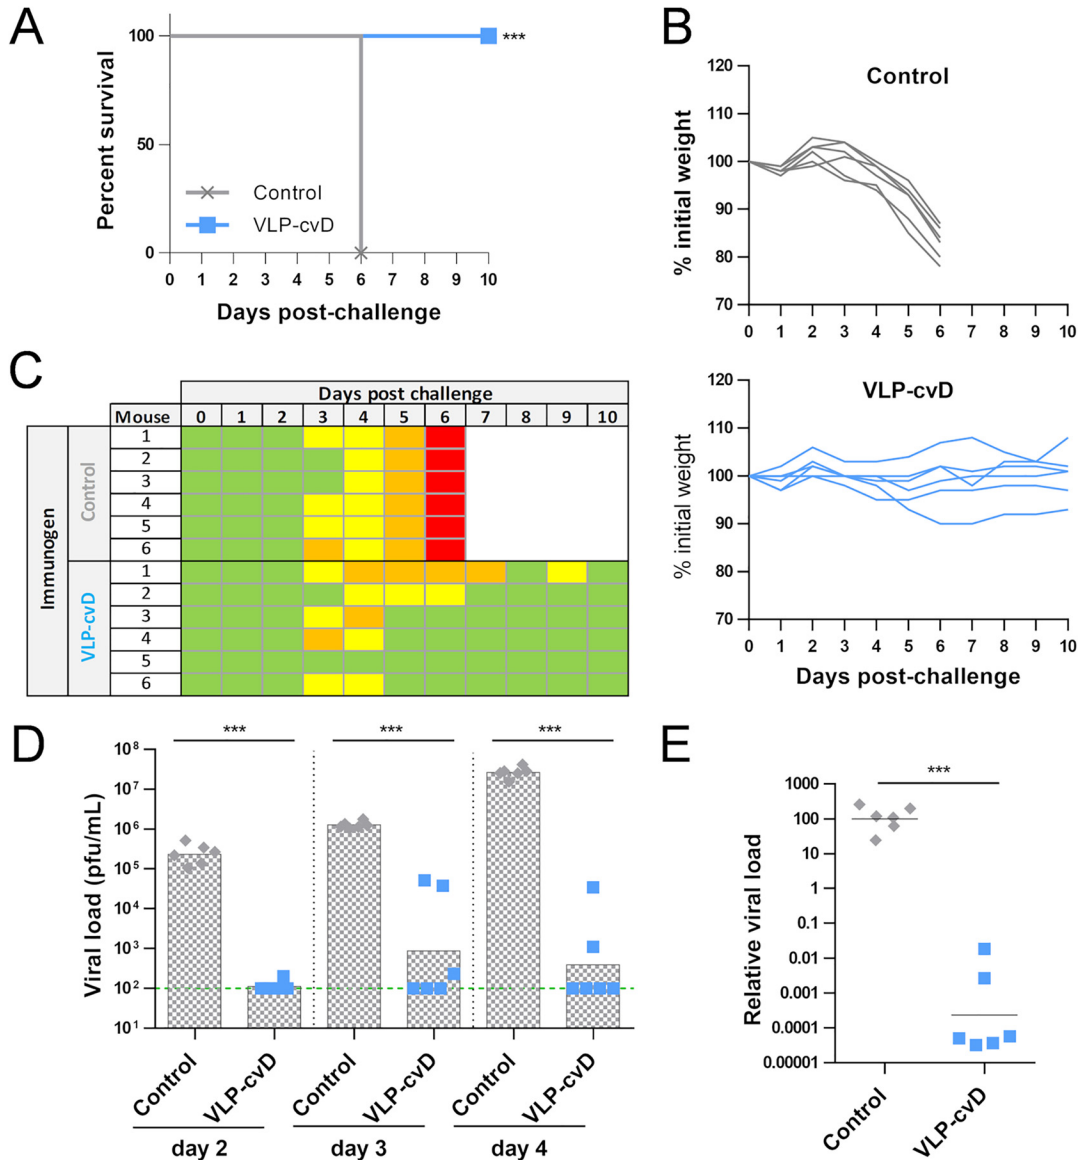 A
Percent survival
100
50
0
***
Control
VLP-cvD
0 1 2 3 4 5 6 7 8 9 10
Days post-challenge
B
Control
% initial weight
120
110
100
90
80
70
0 1 2 3 4 5 6 7 8 9 10
VLP-cvD
% initial weight
120
110
100
90
80
70
0 1 2 3 4 5 6 7 8 9 10
Days post-challenge
C
Days post challenge
Mouse 0 1 2 3 4 5 6 7 8 9 10
Immunogen
Control
1
2
3
4
5
6
VLP-cvD
1
2
3
4
5
6
D
Viral load (pfu/mL)
10⁸
10⁷
10⁶
10⁵
10⁴
10³
10²
10¹
*** *** ***
Control VLP-cvD Control VLP-cvD Control VLP-cvD
day 2 day 3 day 4
E
Relative viral load
1000
100
10
1
0.1
0.01
0.001
0.0001
0.00001
***
Control VLP-cvD